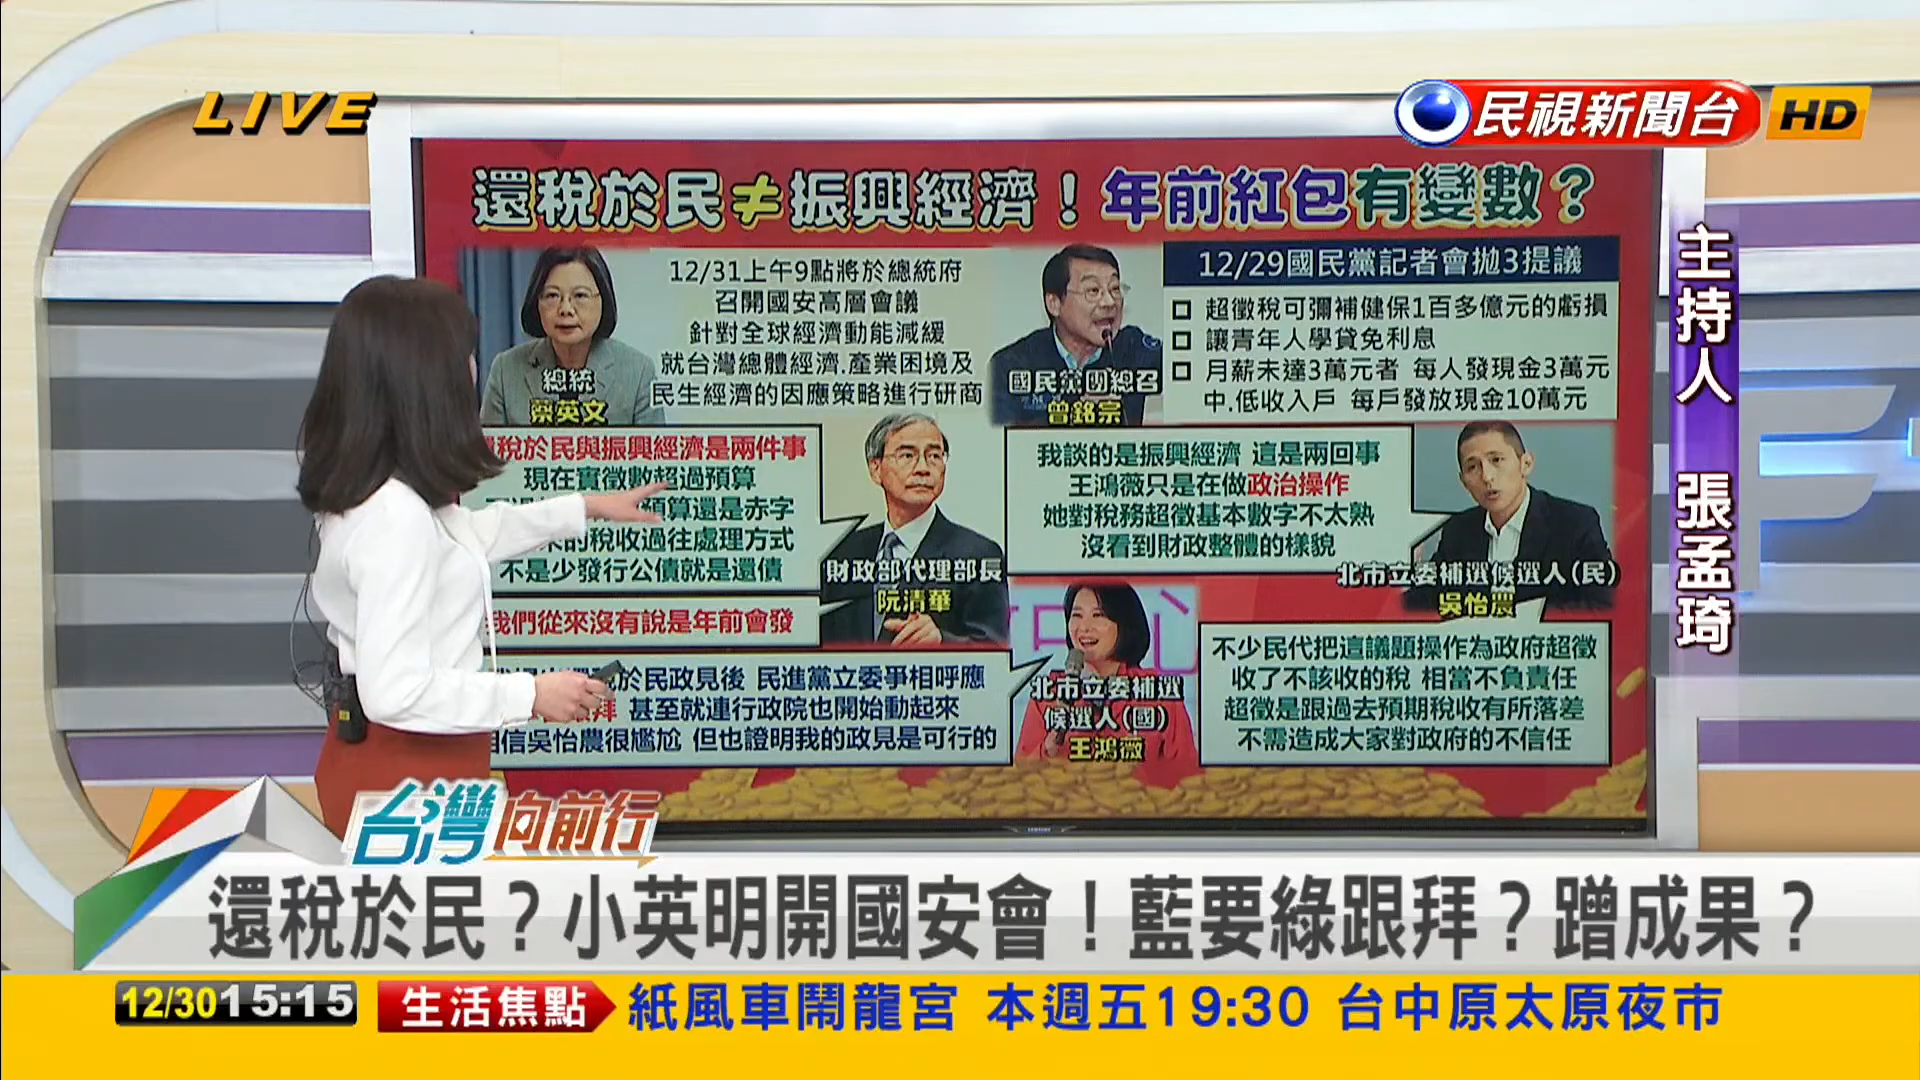 LIVE
民視新聞台 HD
還稅於民≠振興經濟！年前紅包有變數？
12/31上午9點將於總統府
召開國安高層會議
針對全球經濟動能減緩
就台灣總體經濟.產業困境及
民生經濟的因應策略進行研商
總統
蔡英文
國民黨團總召
曾銘宗
12/29國民黨記者會拋3提議
超徵稅可彌補健保1百多億元的虧損
讓青年人學貸免利息
月薪未達3萬元者 每人發現金3萬元
中.低收入戶 每戶發放現金10萬元
稅於民與振興經濟是兩件事
現在實徵數超過預算
預算還是赤字
的稅收過往處理方式
不是少發行公債就是還債
我們從來沒有說是年前會發
財政部代理部長
阮清華
我談的是振興經濟 這是兩回事
王鴻薇只是在做政治操作
她對稅務超徵基本數字不太熟
沒看到財政整體的樣貌
北市立委補選候選人(民)
吳怡農
於民政見後 民進黨立委爭相呼應
拜 甚至就連行政院也開始動起來
相信吳怡農很尷尬 但也證明我的政見是可行的
北市立委補選
候選人(國)
王鴻薇
不少民代把這議題操作為政府超徵
收了不該收的稅 相當不負責任
超徵是跟過去預期稅收有所落差
不需造成大家對政府的不信任
主持人 張孟琦
台灣向前行
還稅於民？小英明開國安會！藍要綠跟拜？蹭成果？
12/30 15:15 生活焦點 紙風車鬧龍宮 本週五19:30 台中原太原夜市